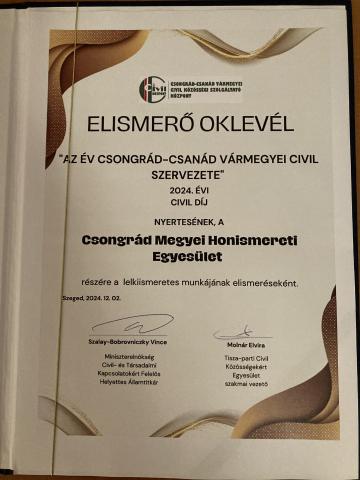 Civil
KÖZPONT
CSONGRÁD-CSANÁD VÁRMEGYEI
CIVIL KÖZÖSSÉGI SZOLGÁLTATÓ
KÖZPONT
ELISMERŐ OKLEVÉL
"AZ ÉV CSONGRÁD-CSANÁD VÁRMEGYEI CIVIL
SZERVEZETE"
2024. ÉVI
CIVIL DÍJ
NYERTESÉNEK, A
Csongrád Megyei Honismereti
Egyesület
részére a lelkiismeretes munkájának elismeréseként.
Szeged, 2024. 12. 02.
Szalay-Bobrovniczky Vince
Miniszterelnökség
Civil- és Társadalmi
Kapcsolatokért Felelős
Helyettes Államtitkár
Molnár Elvira
Tisza-parti Civil
Közösségekért
Egyesület
szakmai vezető